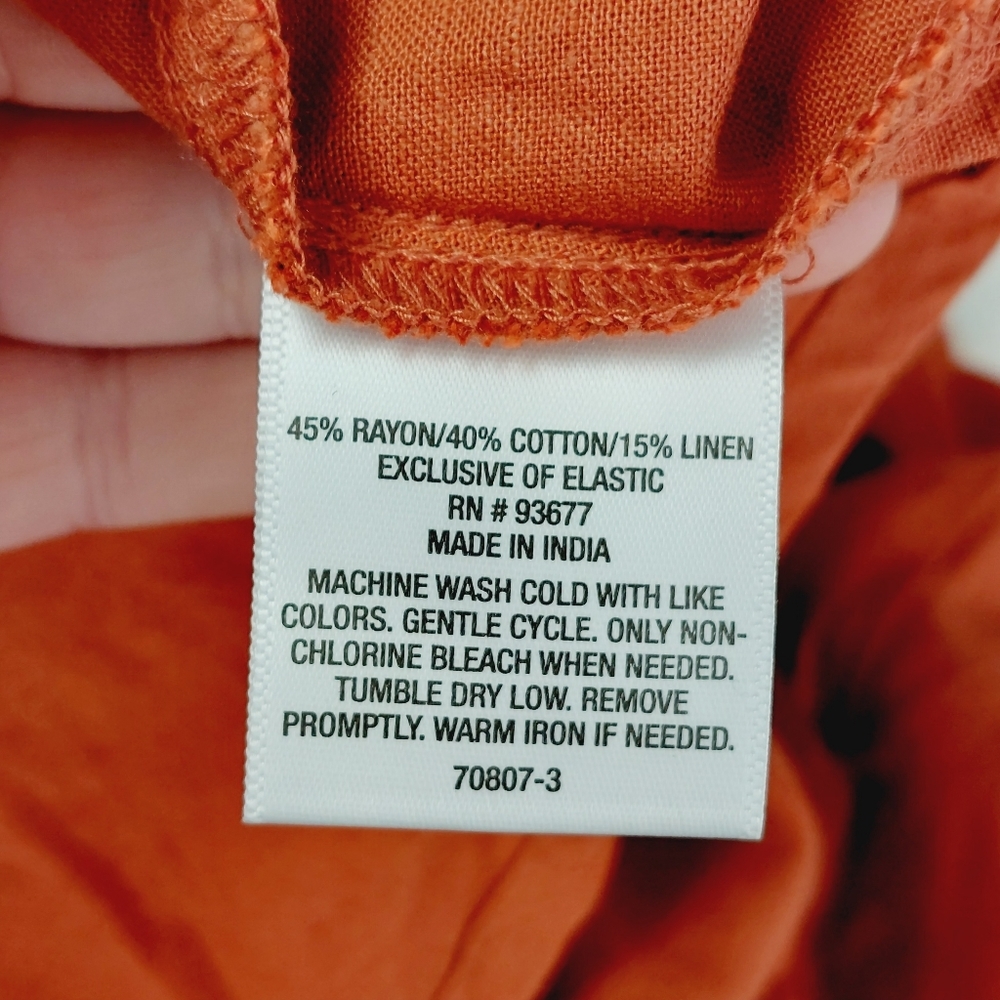 45% RAYON/40% COTTON/15% LINEN
EXCLUSIVE OF ELASTIC
RN # 93677
MADE IN INDIA
MACHINE WASH COLD WITH LIKE
COLORS. GENTLE CYCLE. ONLY NON-
CHLORINE BLEACH WHEN NEEDED.
TUMBLE DRY LOW. REMOVE
PROMPTLY. WARM IRON IF NEEDED.
70807-3